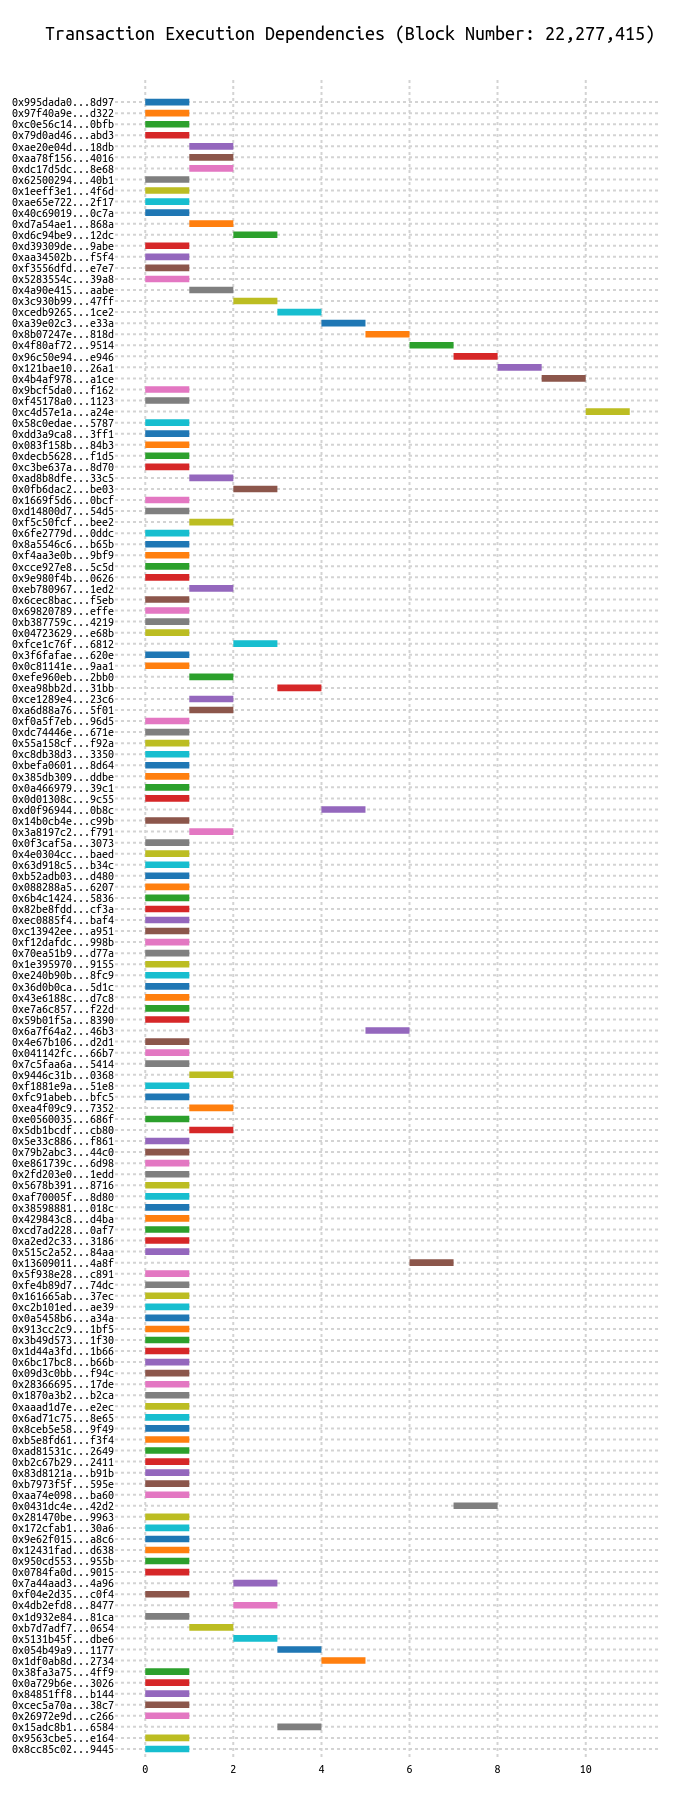 Transaction Execution Dependencies (Block Number: 22,277,415)
0x995dada0...8d97
0x97f40a9e...d322
0xc0e56c14...0bfb
0x79d0ad46...abd3
0xae20e04d...18db
0xaa78f156...4016
0xdc17d5dc...8e68
0x62500294...40b1
0x1eeff3e1...4f6d
0xae65e722...2f17
0x40c69019...0c7a
0xd7a54ae1...868a
0xd6c94be9...12dc
0xd39309de...9abe
0xaa34502b...f5f4
0xf3556dfd...e7e7
0x5283554c...39a8
0x4a90e415...aabe
0x3c930b99...47ff
0xcedb9265...1ce2
0xa39e02c3...e33a
0x8b07247e...818d
0x4f80af72...9514
0x96c50e94...e946
0x121bae10...26a1
0x4b4af978...a1ce
0x9bcf5da0...f162
0xf45178a0...1123
0xc4d57e1a...a24e
0x58c0edae...5787
0xdd3a9ca8...3ff1
0x083f158b...84b3
0xdecb5628...f1d5
0xc3be637a...8d70
0xad8b8dfe...33c5
0x0fb6dac2...be03
0x1669f5d6...0bcf
0xd14800d7...54d5
0xf5c50fcf...bee2
0x6fe2779d...0ddc
0x8a5546c6...b65b
0xf4aa3e0b...9bf9
0xcce927e8...5c5d
0x9e980f4b...0626
0xeb780967...1ed2
0x6cec8bac...f5eb
0x69820789...effe
0xb387759c...4219
0x04723629...e68b
0xfce1c76f...6812
0x3f6fafae...620e
0x0c81141e...9aa1
0xefe960eb...2bb0
0xea98bb2d...31bb
0xce1289e4...23c6
0xa6d88a76...5f01
0xf0a5f7eb...96d5
0xdc74446e...671e
0x55a158cf...f92a
0xc8db38d3...3350
0xbefa0601...8d64
0x385db309...ddbe
0x0a466979...39c1
0x0d01308c...9c55
0xd0f96944...0b8c
0x14b0cb4e...c99b
0x3a8197c2...f791
0x0f3caf5a...3073
0x4e0304cc...baed
0x63d918c5...b34c
0xb52adb03...d480
0x088288a5...6207
0x6b4c1424...5836
0x82be8fdd...cf3a
0xec0885f4...baf4
0xc13942ee...a951
0xf12dafdc...998b
0x70ea51b9...d77a
0x1e395970...9155
0xe240b90b...8fc9
0x36d0b0ca...5d1c
0x43e6188c...d7c8
0xe7a6c857...f22d
0x59b01f5a...8390
0x6a7f64a2...46b3
0x4e67b106...d2d1
0x041142fc...66b7
0x7c5faa6a...5414
0x9446c31b...0368
0xf1881e9a...51e8
0xfc91abeb...bfc5
0xea4f09c9...7352
0xe0560035...686f
0x5db1bcdf...cb80
0x5e33c886...f861
0x79b2abc3...44c0
0xe861739c...6d98
0x2fd203e0...1edd
0x5678b391...8716
0xaf70005f...8d80
0x38598881...018c
0x429843c8...d4ba
0xcd7ad228...0af7
0xa2ed2c33...3186
0x515c2a52...84aa
0x13609011...4a8f
0x5f938e28...c891
0xfe4b89d7...74dc
0x161665ab...37ec
0xc2b101ed...ae39
0x0a5458b6...a34a
0x913cc2c9...1bf5
0x3b49d573...1f30
0x1d44a3fd...1b66
0x6bc17bc8...b66b
0x09d3c0bb...f94c
0x28366695...17de
0x1870a3b2...b2ca
0xaaad1d7e...e2ec
0x6ad71c75...8e65
0x8ceb5e58...9f49
0xb5e8fd61...f3f4
0xad81531c...2649
0xb2c67b29...2411
0x83d8121a...b91b
0xb7973f5f...595e
0xaa74e098...ba60
0x0431dc4e...42d2
0x281470be...9963
0x172cfab1...30a6
0x9e62f015...a8c6
0x12431fad...d638
0x950cd553...955b
0x0784fa0d...9015
0x7a44aad3...4a96
0xf04e2d35...c0f4
0x4db2efd8...8477
0x1d932e84...81ca
0xb7d7adf7...0654
0x5131b45f...dbe6
0x054b49a9...1177
0x1df0ab8d...2734
0x38fa3a75...4ff9
0x0a729b6e...3026
0x84851ff8...b144
0xcec5a70a...38c7
0x26972e9d...c266
0x15adc8b1...6584
0x9563cbe5...e164
0x8cc85c02...9445
0 2 4 6 8 10